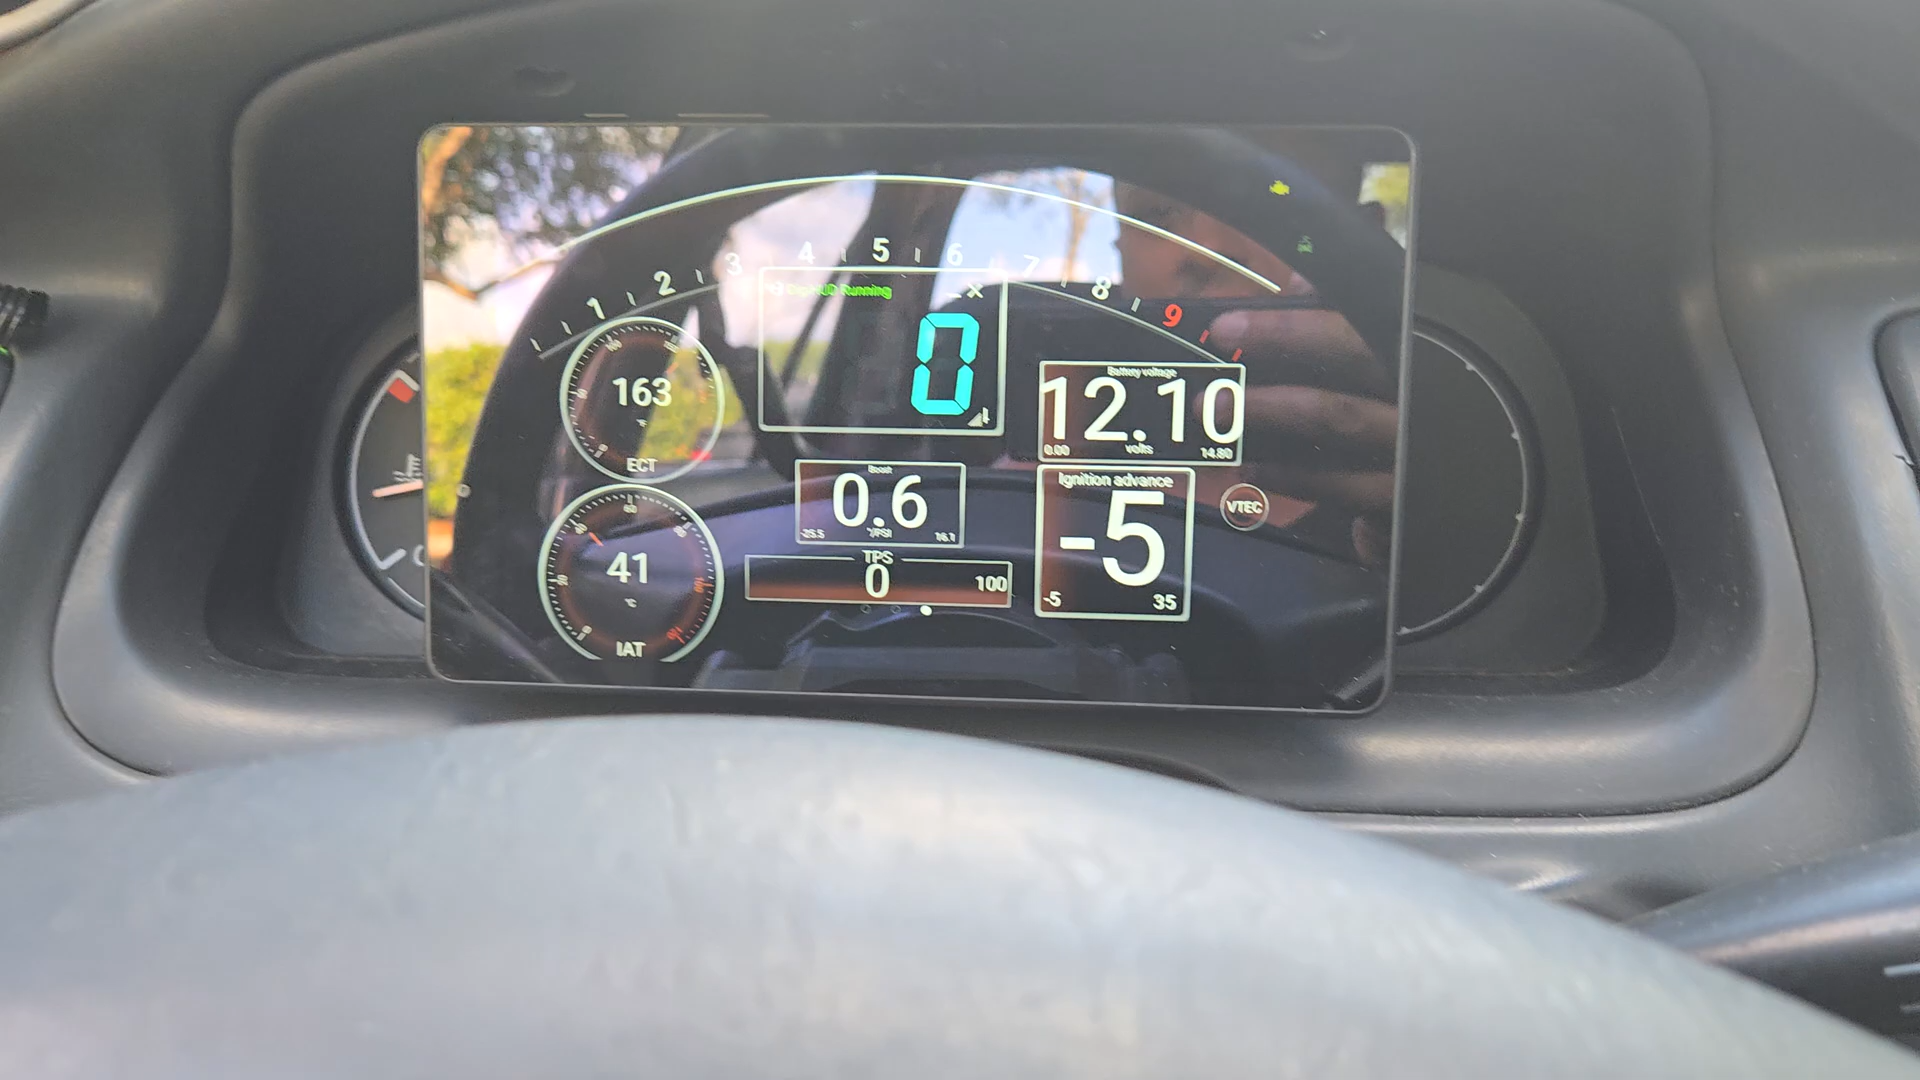 1 2 3 4 5 6 7 8 9
DigiHUD Running
0
163
°F
ECT
Battery voltage
12.10
0.00 volts 14.80
Boost
0.6
-25.5 "/PSI 16.1
Ignition advance
-5
-5 35
VTEC
TPS
0 100
41
°C
IAT